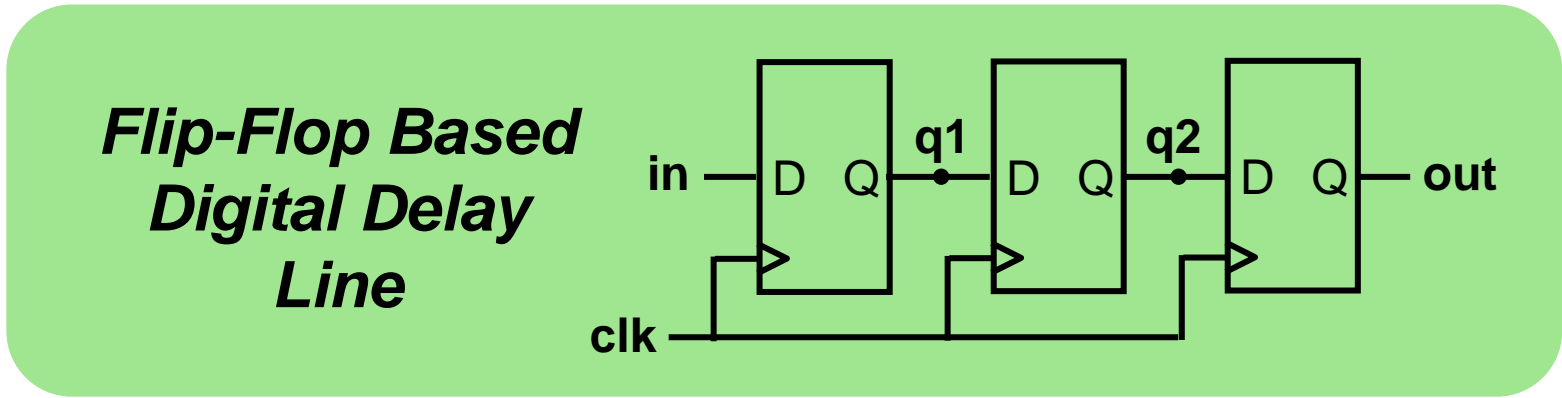 Flip-Flop Based
Digital Delay
Line
in
D Q
q1
D Q
q2
D Q
out
clk